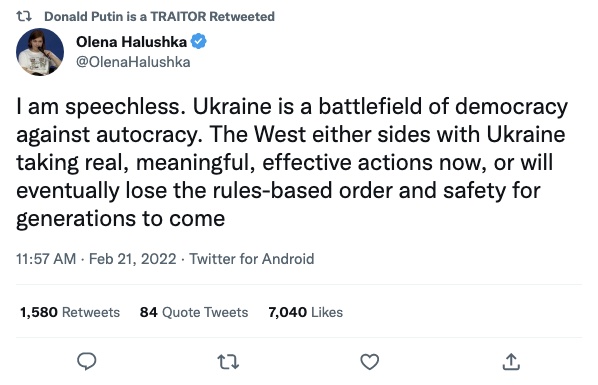 Donald Putin is a TRAITOR Retweeted
Olena Halushka
@OlenaHalushka
I am speechless. Ukraine is a battlefield of democracy
against autocracy. The West either sides with Ukraine
taking real, meaningful, effective actions now, or will
eventually lose the rules-based order and safety for
generations to come
11:57 AM · Feb 21, 2022 · Twitter for Android
1,580 Retweets 84 Quote Tweets 7,040 Likes